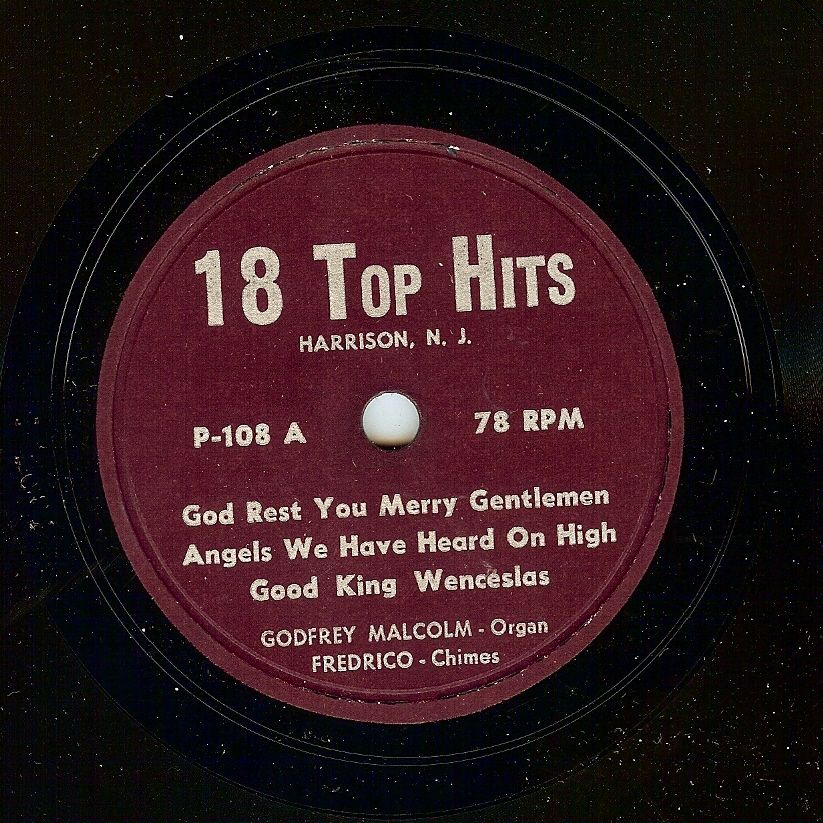 18 TOP HITS
HARRISON, N. J.
P-108 A 78 RPM
God Rest You Merry Gentlemen
Angels We Have Heard On High
Good King Wenceslas
GODFREY MALCOLM - Organ
FREDRICO - Chimes